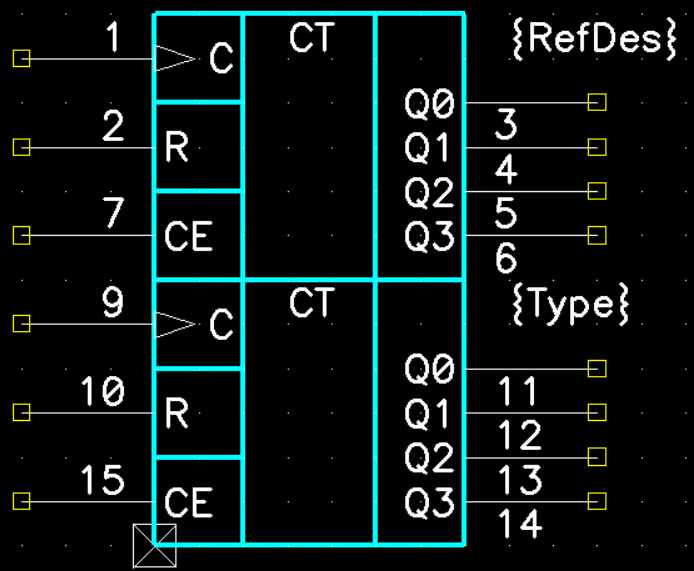 1 C CT {RefDes}
Q0
2 R Q1 3
Q2 4
7 CE Q3 5
6
9 C CT {Type}
Q0
10 R Q1 11
Q2 12
15 CE Q3 13
14